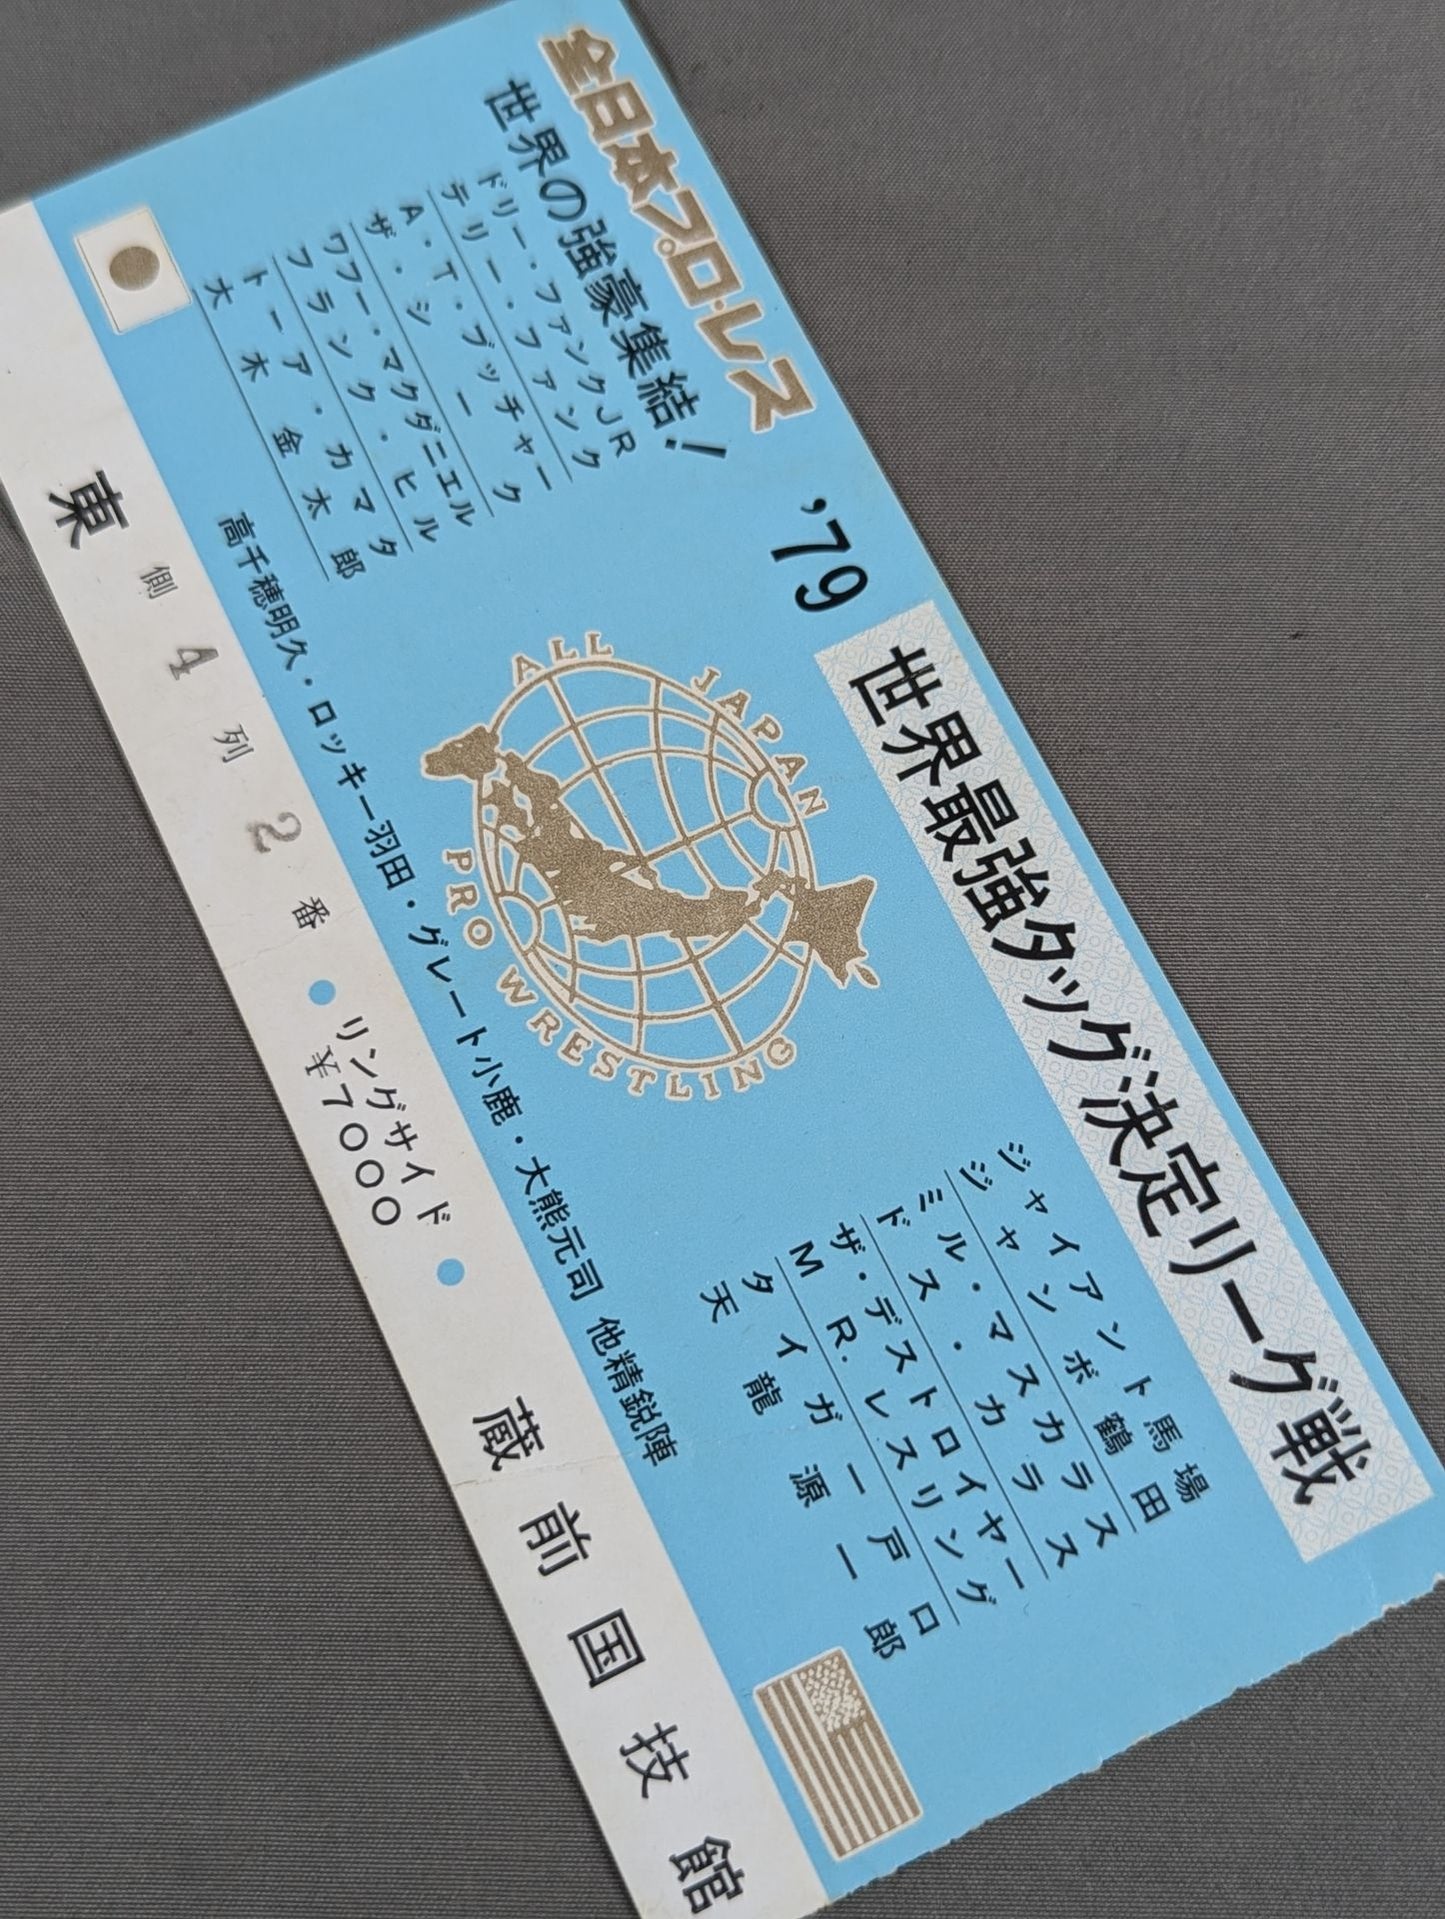 全日本プロ・レス
'79
世界最強タッグ決定リーグ戦
世界の強豪集結!
ドリー・ファンクJR
テリー・ファンク
A・T・ブッチャー
ザ・シーク
ワフー・マクダニエル
フランク・ヒル
トーア・カマタ
大木金太郎
ALL JAPAN
PRO WRESTLING
ジャイアント馬場
ジャンボ鶴田
ミル・マスカラス
ドス・カラス
ザ・デストロイヤー
MR.レスリング
タイガー戸口
天龍源一郎
高千穂明久・ロッキー羽田・グレート小鹿・大熊元司 他精鋭陣
東側4列2番
リングサイド
¥7000
蔵前国技館